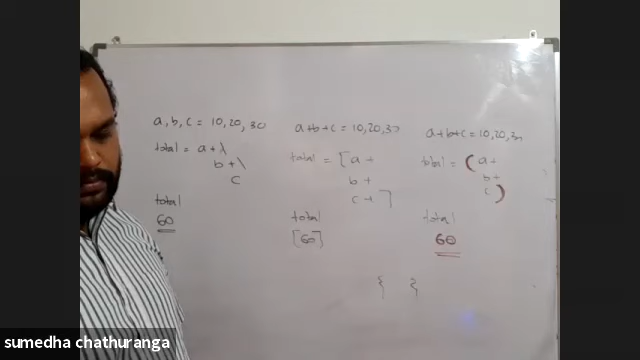 a, b, c = 10, 20, 30
total = a + \
b + \
c
total
60
a+b+c = 10, 20, 30
total = [ a +
b +
c + ]
total
[60]
a+b+c = 10, 20, 30
total = ( a +
b +
c )
total
60
{ }
sumedha chathuranga